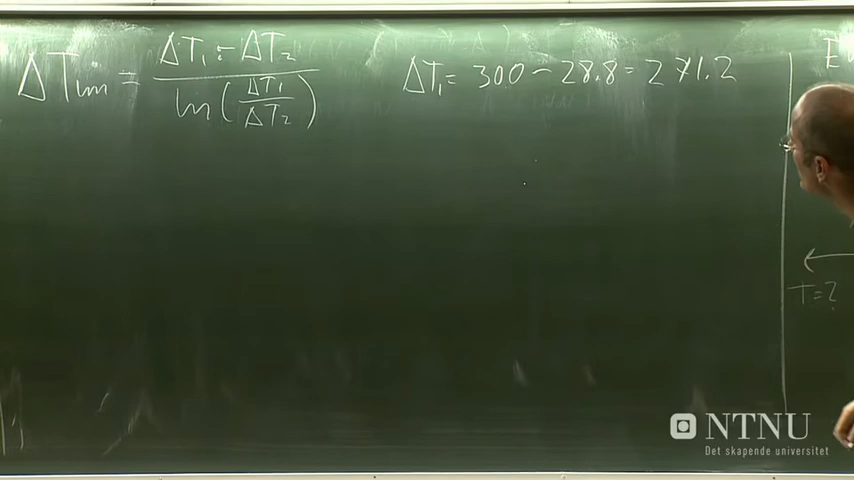 ΔTlm = (ΔT₁ - ΔT₂) / ln(ΔT₁/ΔT₂)
ΔT₁ = 300 - 28.8 = 271.2
T=?
NTNU
Det skapende universitet